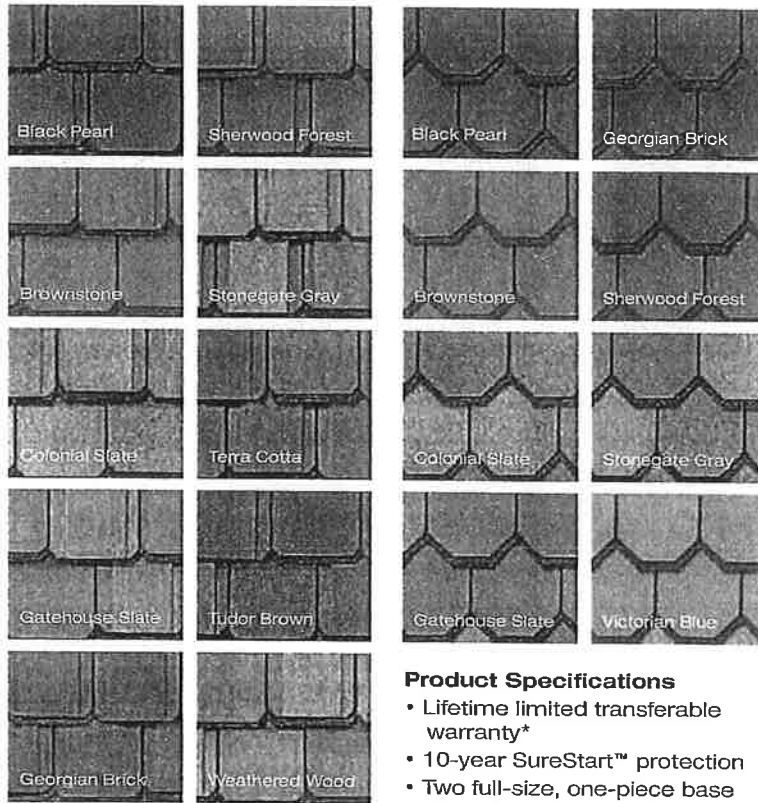 Black Pearl
Sherwood Forest
Brownstone
Stonegate Gray
Colonial Slate
Terra Cotta
Gatehouse Slate
Tudor Brown
Georgian Brick
Weathered Wood
Black Pearl
Georgian Brick
Brownstone
Sherwood Forest
Colonial Slate
Stonegate Gray
Gatehouse Slate
Victorian Blue
Product Specifications
• Lifetime limited transferable
warranty*
• 10-year SureStart™ protection
• Two full-size, one-piece base